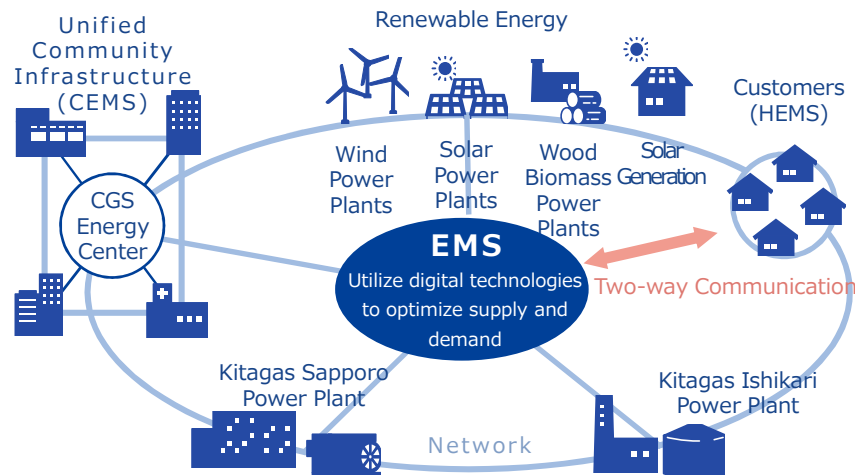 Unified
Community
Infrastructure
(CEMS)
Renewable Energy
Customers
(HEMS)
Wind
Power
Plants
Solar
Power
Plants
Wood
Biomass
Power
Plants
Solar
Generation
CGS
Energy
Center
EMS
Utilize digital technologies
to optimize supply and
demand
Two-way Communication
Kitagas Sapporo
Power Plant
Kitagas Ishikari
Power Plant
Network